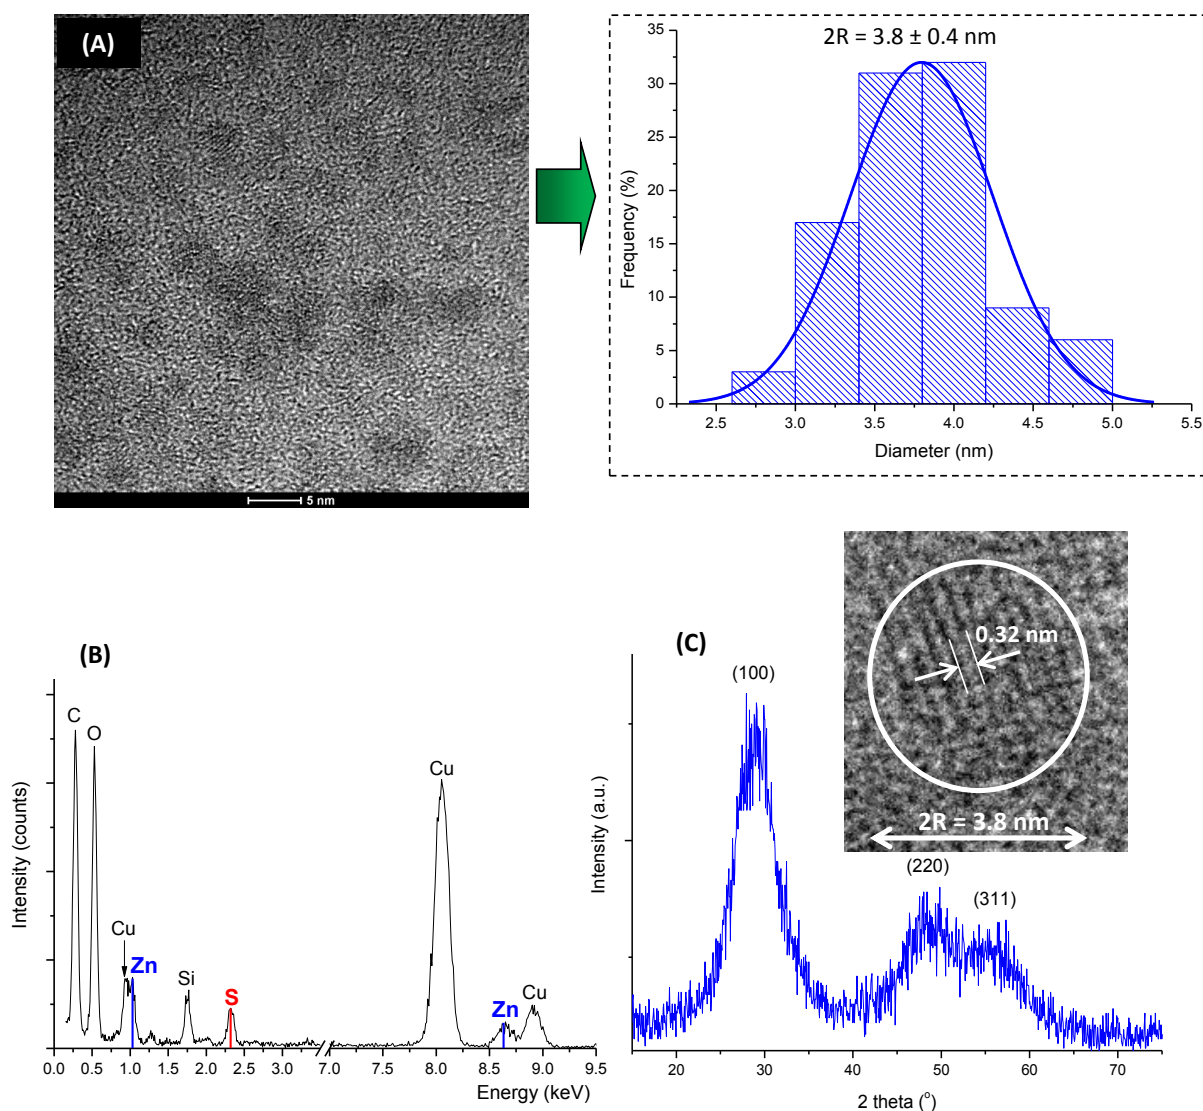 (A)
5 nm
2R = 3.8 ± 0.4 nm
35
30
25
20
15
10
5
0
Frequency (%)
2.5 3.0 3.5 4.0 4.5 5.0 5.5
Diameter (nm)
(B)
C
O
Cu
Zn
Si
S
Cu
Zn
Cu
Intensity (counts)
0.0 0.5 1.0 1.5 2.0 2.5 3.0 7.0 7.5 8.0 8.5 9.0 9.5
Energy (keV)
(C)
(100)
0.32 nm
2R = 3.8 nm
(220)
(311)
Intensity (a.u.)
20 30 40 50 60 70
2 theta (°)